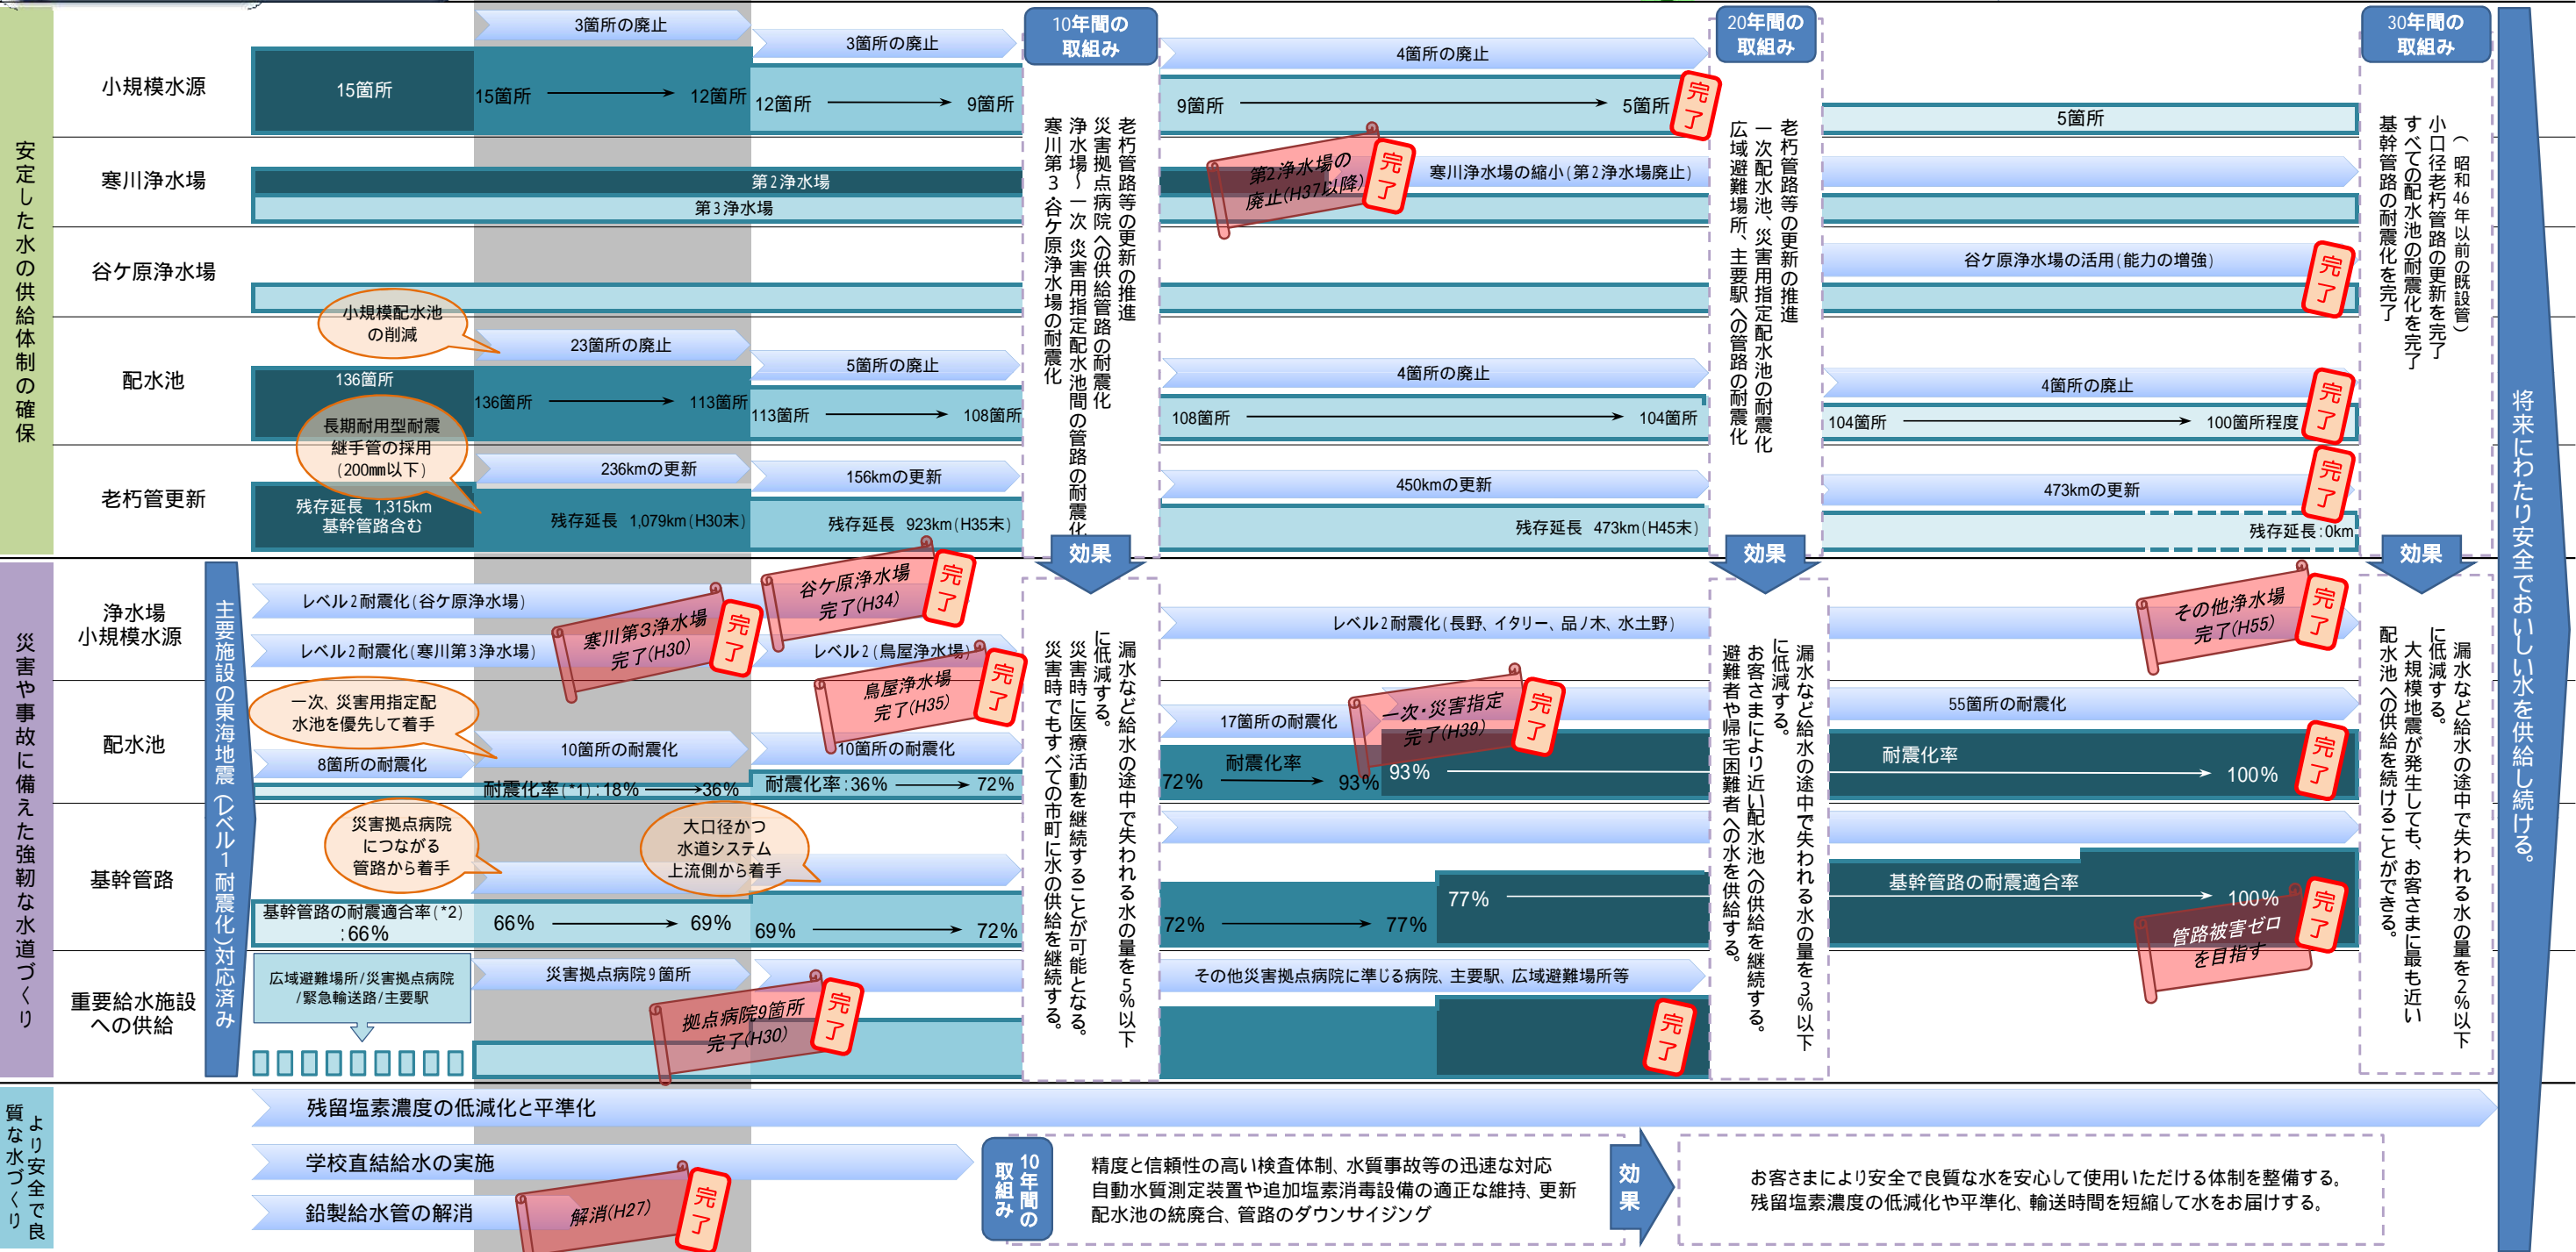 安定した水の供給体制の確保
小規模水源
15箇所
3箇所の廃止
15箇所
12箇所
3箇所の廃止
12箇所
9箇所
4箇所の廃止
9箇所
5箇所
完了
5箇所
寒川浄水場
第2浄水場
第3浄水場
第2浄水場の
廃止(H37以降)
完了
寒川浄水場の縮小(第2浄水場廃止)
谷ケ原浄水場
谷ケ原浄水場の活用(能力の増強)
完了
配水池
小規模配水池
の削減
136箇所
23箇所の廃止
136箇所
113箇所
5箇所の廃止
113箇所
108箇所
4箇所の廃止
108箇所
104箇所
4箇所の廃止
104箇所
100箇所程度
完了
老朽管更新
長期耐用型耐震
継手管の採用
(200㎜以下)
残存延長 1,315km
基幹管路含む
236kmの更新
残存延長 1,079km(H30末)
156kmの更新
残存延長 923km(H35末)
450kmの更新
残存延長 473km(H45末)
473kmの更新
残存延長:0km
完了
10年間の
取組み
老朽管路等の更新の推進
災害拠点病院への供給管路の耐震化
浄水場～一次・災害用指定配水池間の管路の耐震化
寒川第3・谷ケ原浄水場の耐震化
効果
漏水など給水の途中で失われる水の量を5%以下
に低減する。
災害時に医療活動を継続することが可能となる。
災害時でもすべての市町に水の供給を継続する。
20年間の
取組み
老朽管路等の更新の推進
一次配水池、災害用指定配水池の耐震化
広域避難場所、主要駅への管路の耐震化
効果
漏水など給水の途中で失われる水の量を3%以下
に低減する。
お客さまにより近い配水池への供給を継続する。
避難者や帰宅困難者への水を供給する。
30年間の
取組み
(昭和46年以前の既設管)
小口径老朽管路の更新を完了
すべての配水池の耐震化を完了
基幹管路の耐震化を完了
効果
漏水など給水の途中で失われる水の量を2%以下
に低減する。
大規模地震が発生しても、お客さまに最も近い
配水池への供給を続けることができる。
将来にわたり安全でおいしい水を供給し続ける。
災害や事故に備えた強靭な水道づくり
主要施設の東海地震(レベル1耐震化)対応済み
浄水場
小規模水源
レベル2耐震化(谷ケ原浄水場)
谷ケ原浄水場
完了(H34)
完了
レベル2耐震化(寒川第3浄水場)
寒川第3浄水場
完了(H30)
完了
レベル2(鳥屋浄水場)
鳥屋浄水場
完了(H35)
完了
レベル2耐震化(長野、イタリー、品ノ木、水土野)
その他浄水場
完了(H55)
完了
配水池
一次、災害用指定配
水池を優先して着手
8箇所の耐震化
10箇所の耐震化
耐震化率(*1):18%
36%
10箇所の耐震化
耐震化率:36%
72%
17箇所の耐震化
72%
耐震化率
93%
一次・災害指定
完了(H39)
完了
93%
55箇所の耐震化
耐震化率
100%
完了
基幹管路
災害拠点病院
につながる
管路から着手
大口径かつ
水道システム
上流側から着手
基幹管路の耐震適合率(*2)
:66%
66%
69%
69%
72%
72%
77%
77%
基幹管路の耐震適合率
100%
管路被害ゼロ
を目指す
完了
重要給水施設
への供給
広域避難場所/災害拠点病院
/緊急輸送路/主要駅
災害拠点病院9箇所
拠点病院9箇所
完了(H30)
完了
その他災害拠点病院に準じる病院、主要駅、広域避難場所等
完了
より安全で良
質な水づくり
残留塩素濃度の低減化と平準化
学校直結給水の実施
鉛製給水管の解消
解消(H27)
完了
10年間の
取組み
精度と信頼性の高い検査体制、水質事故等の迅速な対応
自動水質測定装置や追加塩素消毒設備の適正な維持、更新
配水池の統廃合、管路のダウンサイジング
効果
お客さまにより安全で良質な水を安心して使用いただける体制を整備する。
残留塩素濃度の低減化や平準化、輸送時間を短縮して水をお届けする。